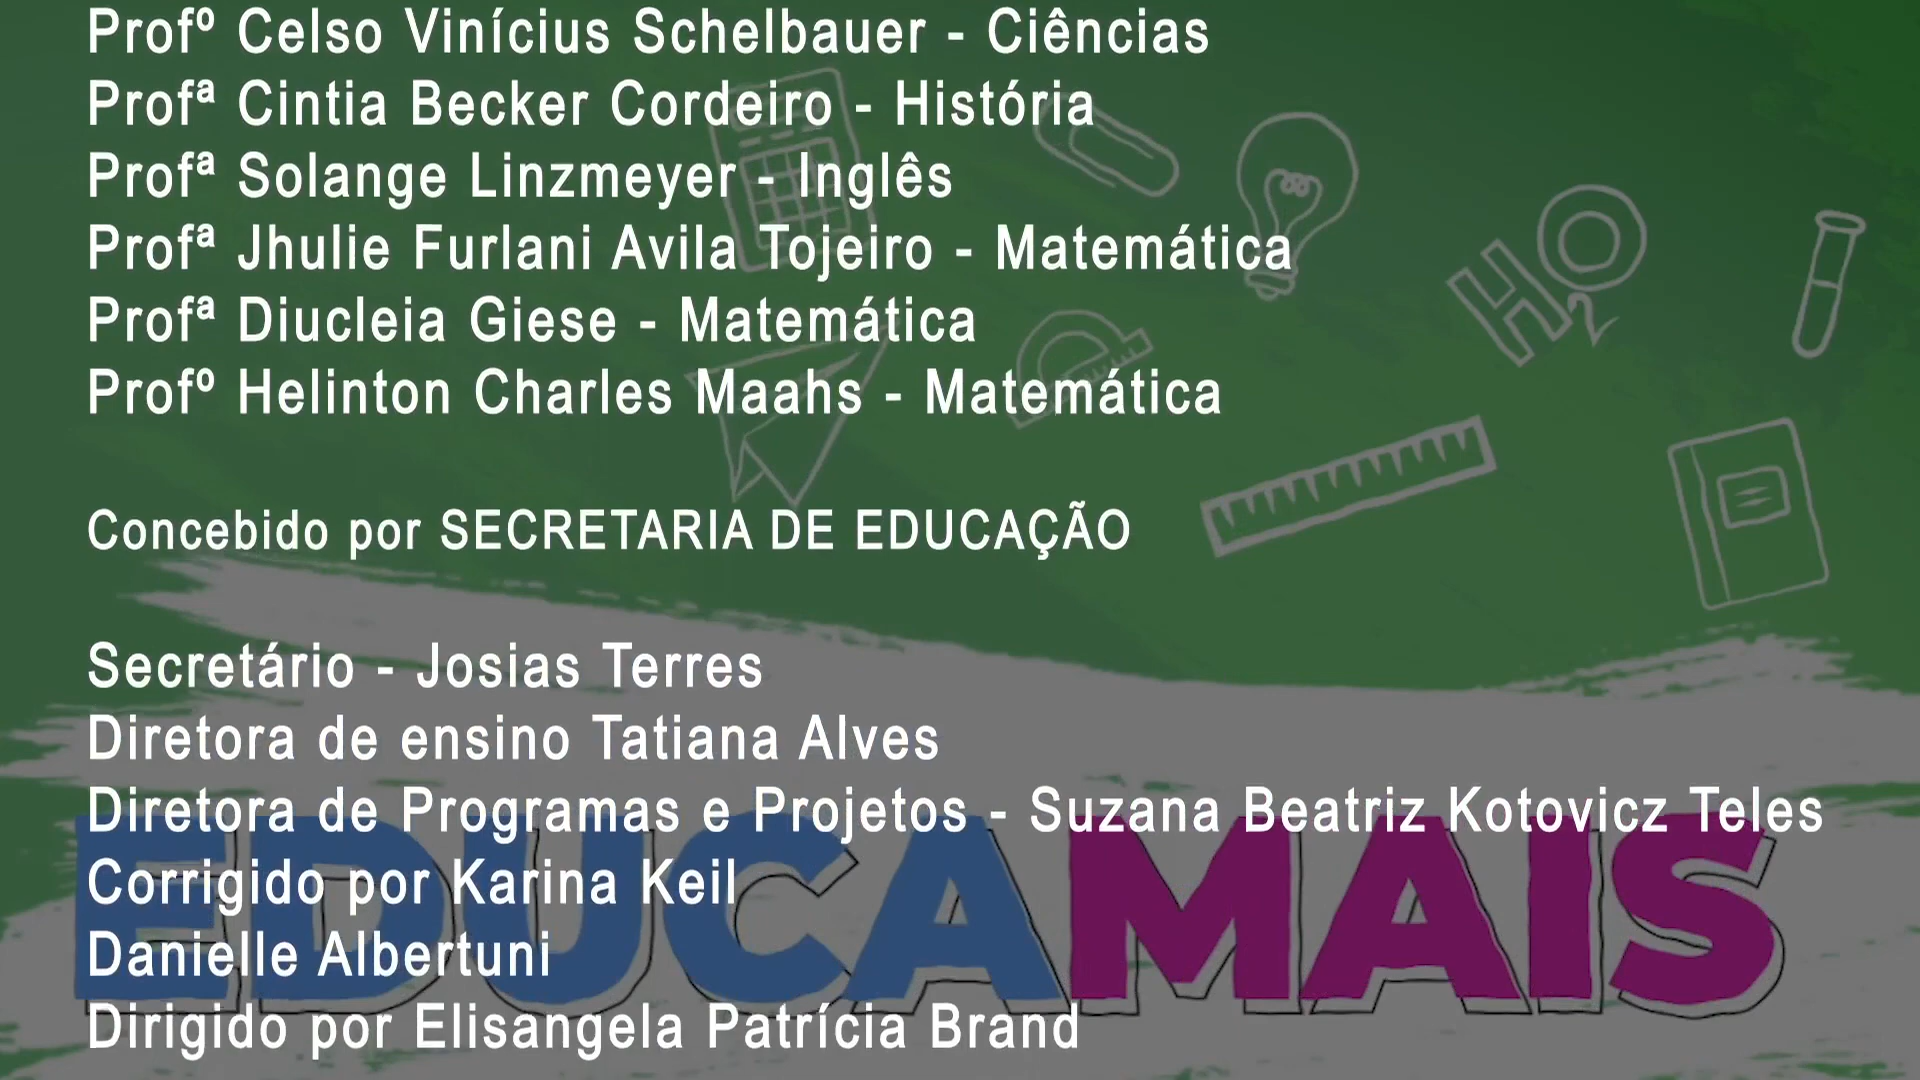 Profº Celso Vinícius Schelbauer - Ciências
Profª Cintia Becker Cordeiro - História
Profª Solange Linzmeyer - Inglês
Profª Jhulie Furlani Avila Tojeiro - Matemática
Profª Diucleia Giese - Matemática
Profº Helinton Charles Maahs - Matemática
H2O
Concebido por SECRETARIA DE EDUCAÇÃO
Secretário - Josias Terres
Diretora de ensino Tatiana Alves
Diretora de Programas e Projetos - Suzana Beatriz Kotovicz Teles
Corrigido por Karina Keil
Danielle Albertuni
Dirigido por Elisangela Patrícia Brand
EDUCAMAIS